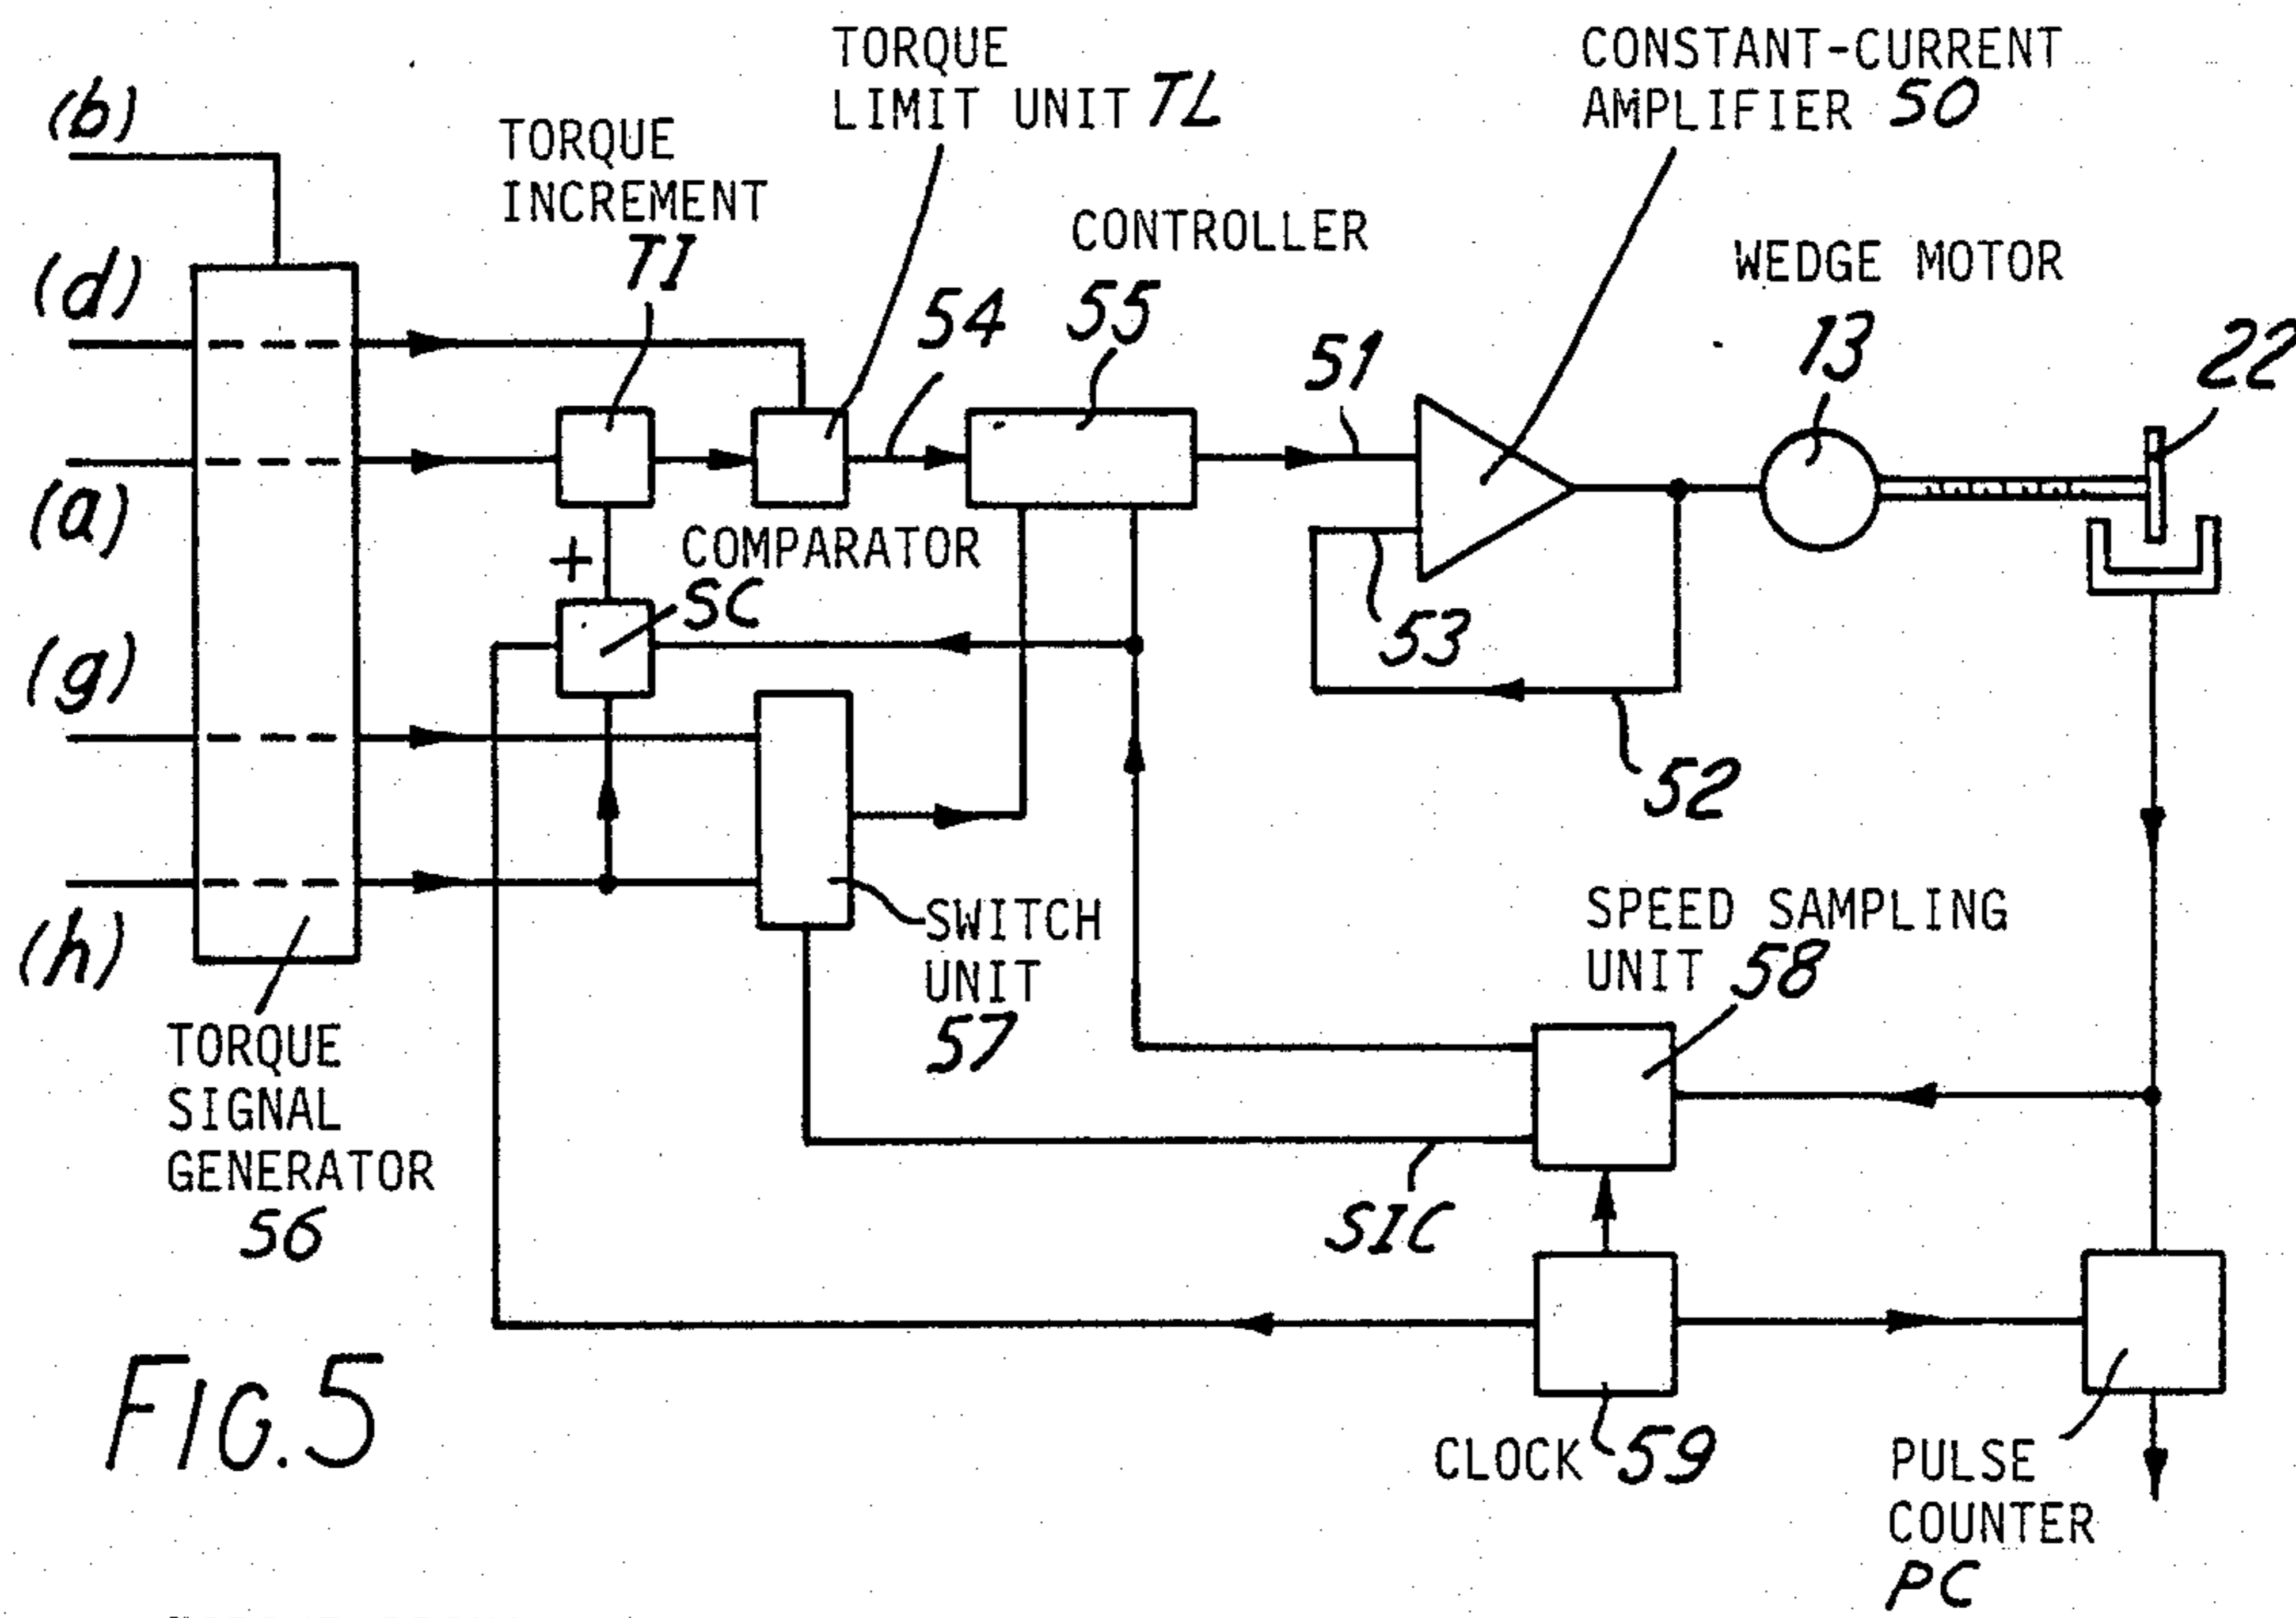 (b)
TORQUE
LIMIT UNIT TL
CONSTANT-CURRENT
AMPLIFIER 50
TORQUE
INCREMENT
TI
CONTROLLER
55
WEDGE MOTOR
13
22
(d)
54
51
(a)
+
COMPARATOR
SC
53
(g)
52
(h)
SWITCH
UNIT
57
SPEED SAMPLING
UNIT 58
TORQUE
SIGNAL
GENERATOR
56
SIC
FIG.5
CLOCK 59
PULSE
COUNTER
PC